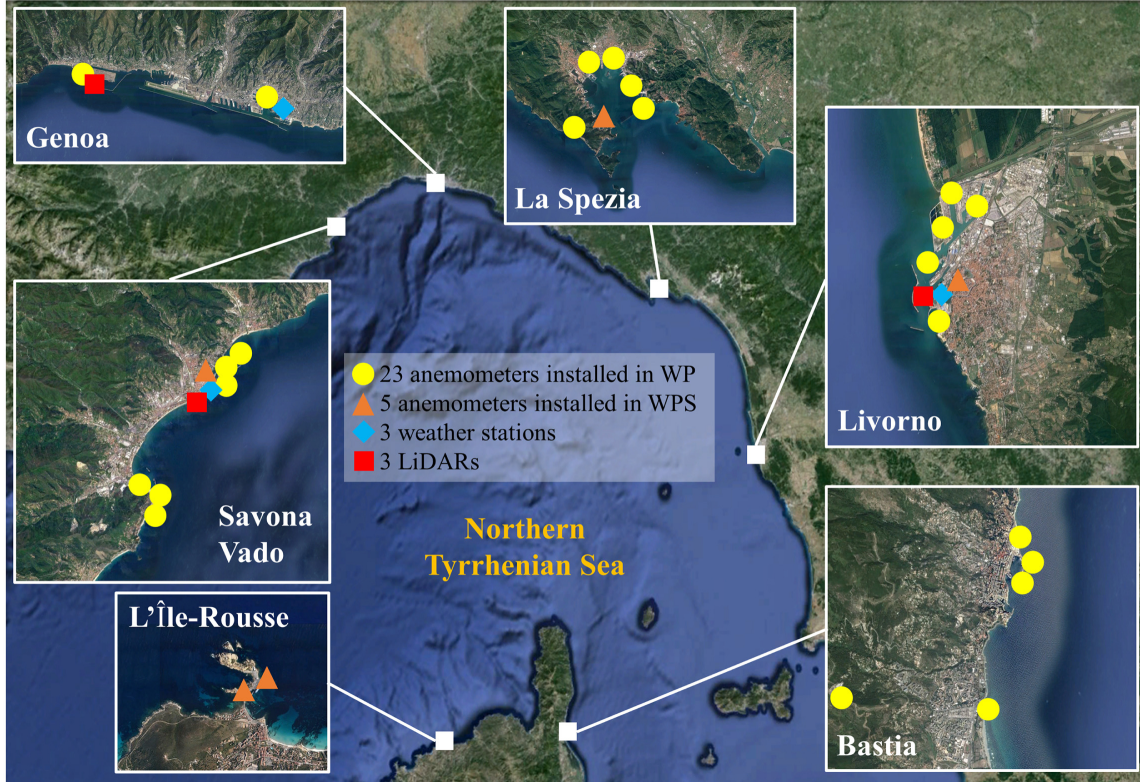 Genoa
La Spezia
Livorno
23 anemometers installed in WP
5 anemometers installed in WPS
3 weather stations
3 LiDARs
Savona
Vado
Northern
Tyrrhenian Sea
L'Île-Rousse
Bastia